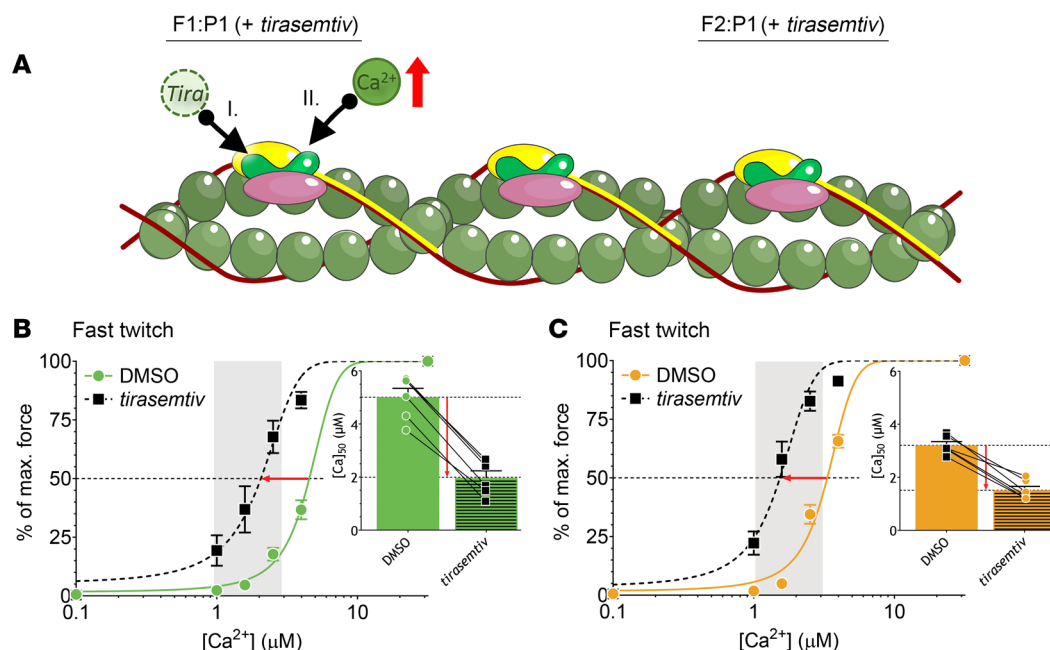 F1:P1 (+ tirasemtiv)
F2:P1 (+ tirasemtiv)
A
Tira
I.
II.
Ca²⁺
B
Fast twitch
% of max. force
100
75
50
25
0
0.1
1
10
[Ca²⁺] (μM)
DMSO
tirasemtiv
[Ca]₅₀ (μM)
6
4
2
0
DMSO
tirasemtiv
C
Fast twitch
% of max. force
100
75
50
25
0
0.1
1
10
[Ca²⁺] (μM)
DMSO
tirasemtiv
[Ca]₅₀ (μM)
6
4
2
0
DMSO
tirasemtiv